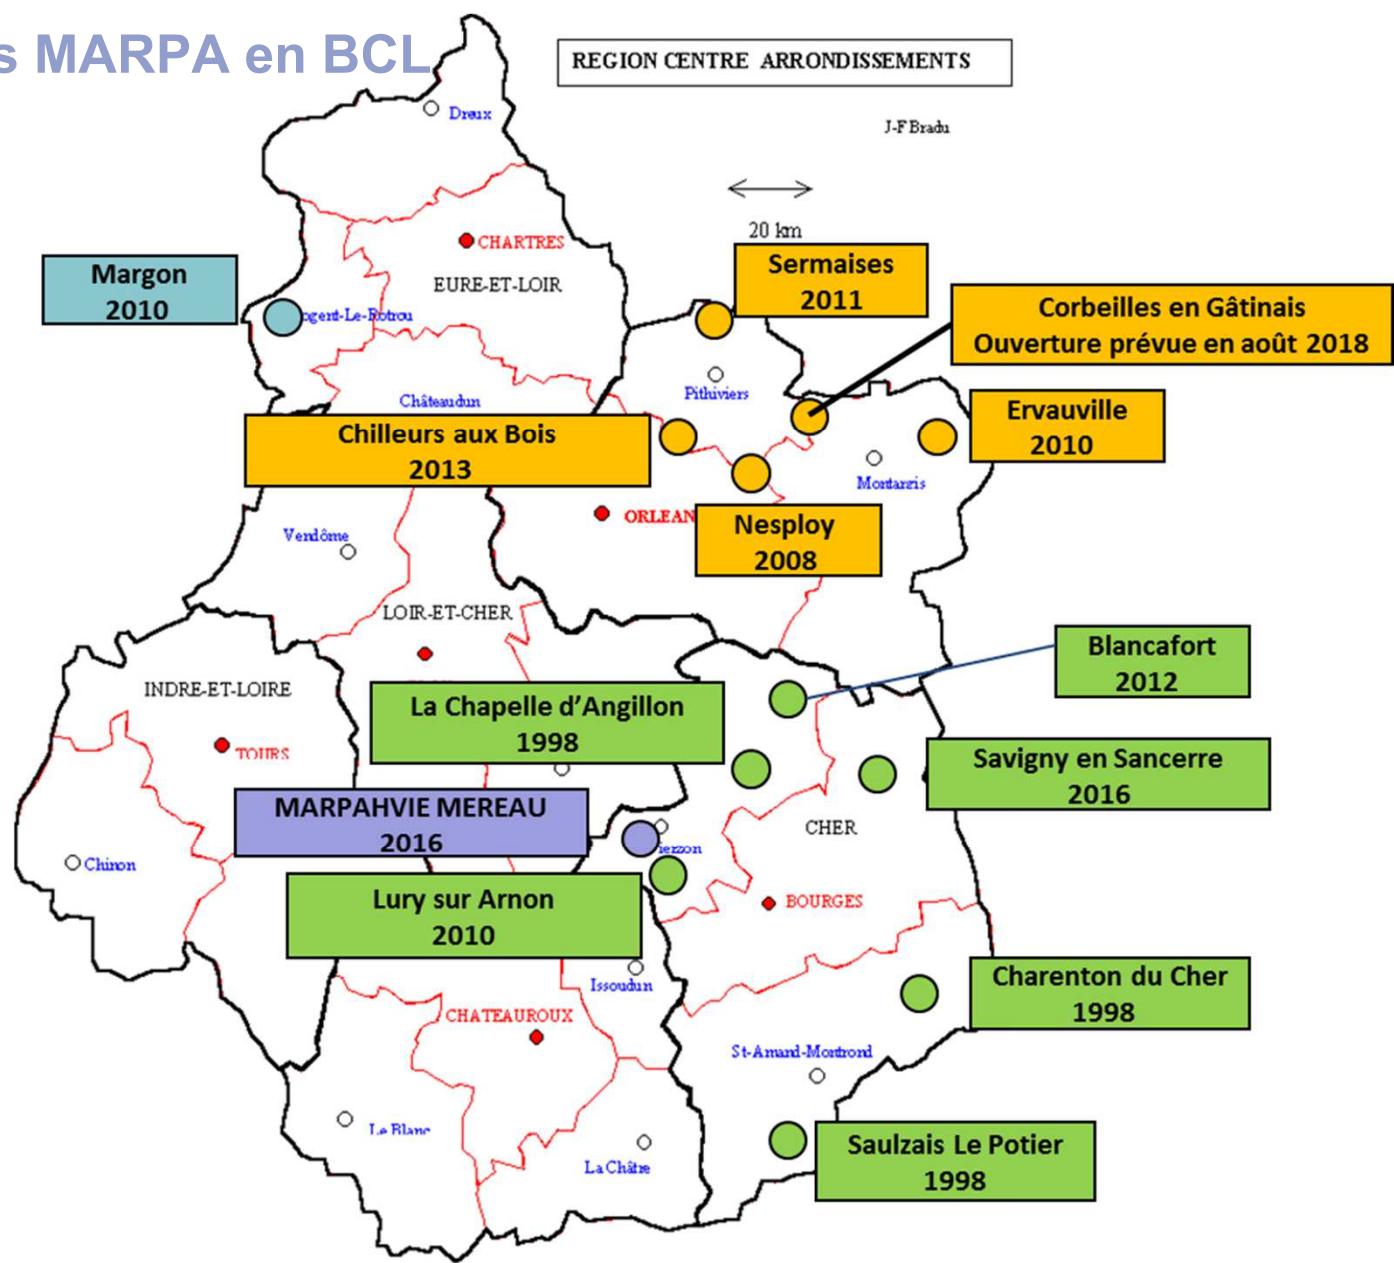 s MARPA en BCL
REGION CENTRE ARRONDISSEMENTS
J-F Bradu
20 km
Dreux
CHARTRES
EURE-ET-LOIR
Margon
2010
ogent-Le-Rotrou
Sermaises
2011
Corbeilles en Gâtinais
Ouverture prévue en août 2018
Pithiviers
Châteaudun
Ervauville
2010
Chilleurs aux Bois
2013
Montargis
ORLEAN
Nesploy
2008
Vendôme
LOIR-ET-CHER
Blancafort
2012
INDRE-ET-LOIRE
La Chapelle d’Angillon
1998
TOURS
Savigny en Sancerre
2016
MARPAHVIE MEREAU
2016
CHER
ierzon
Chinon
Lury sur Arnon
2010
BOURGES
Issoudun
Charenton du Cher
1998
CHATEAUROUX
St-Amand-Montrond
Le Blanc
La Châtre
Saulzais Le Potier
1998